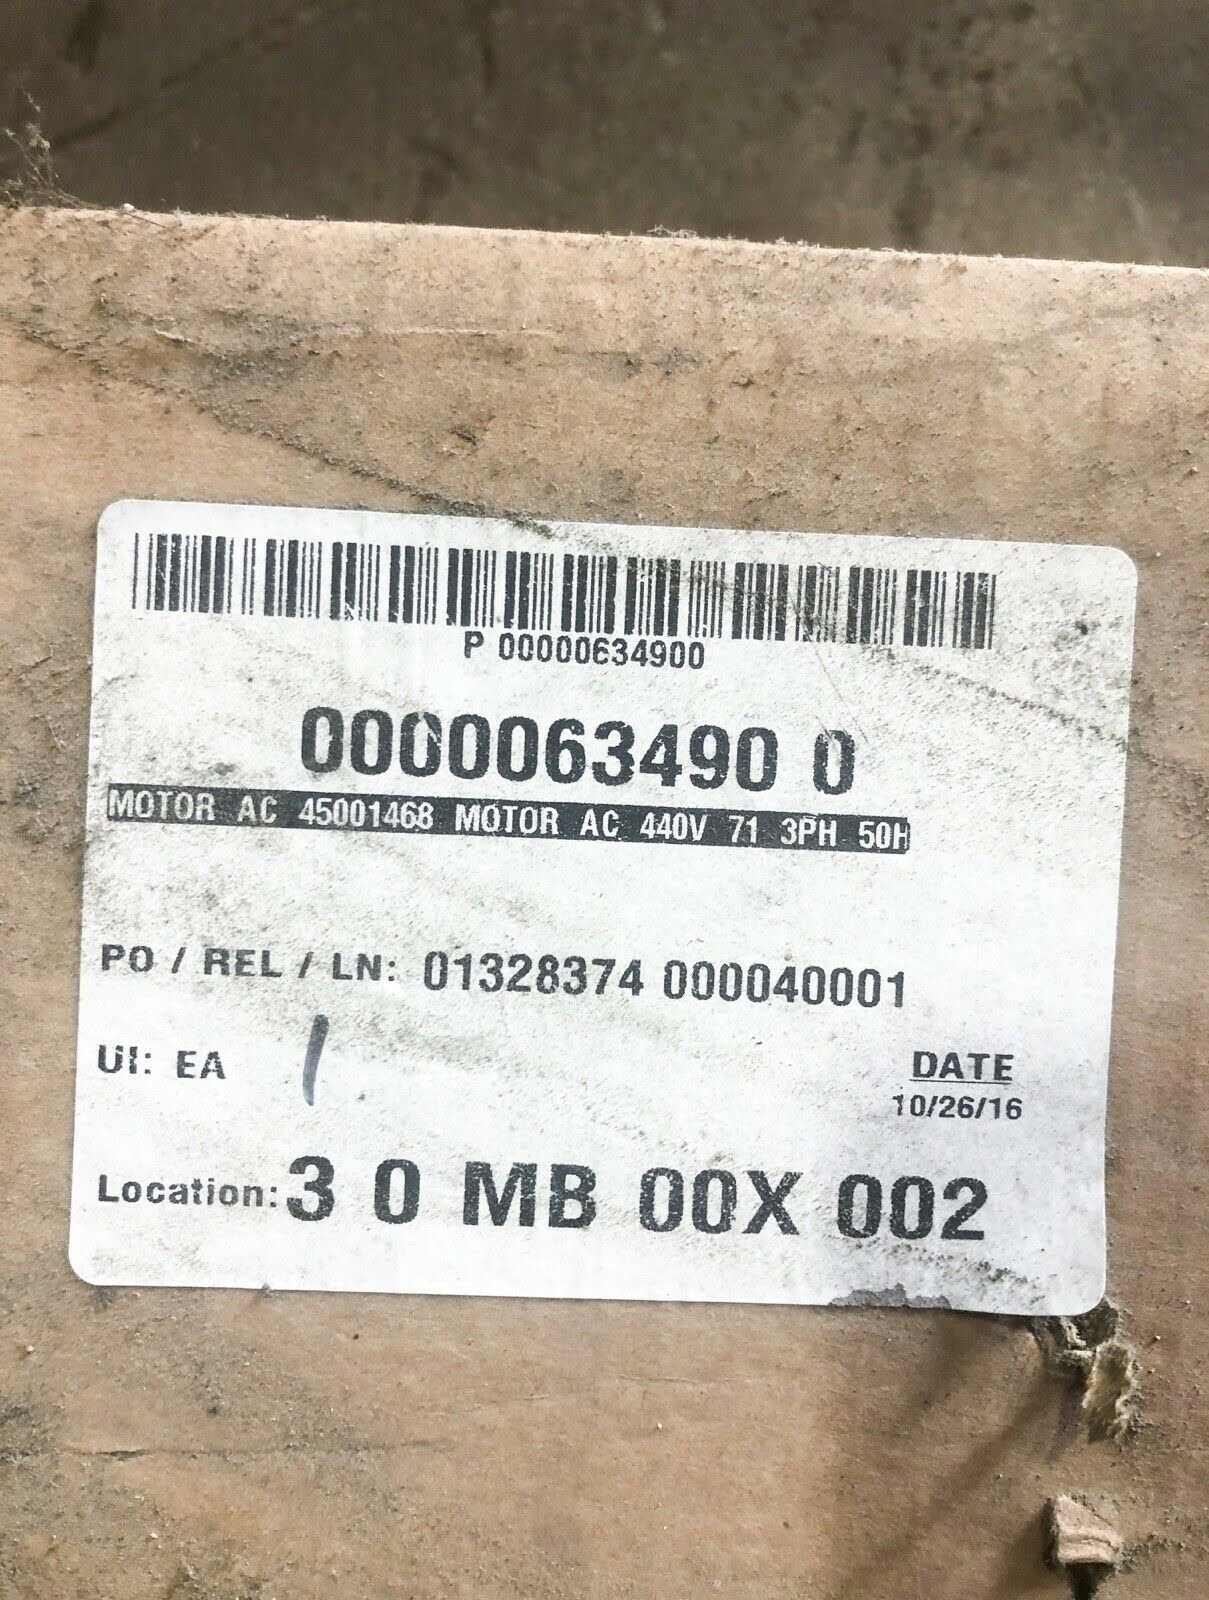 P 00000634900
0000063490 0
MOTOR AC 45001468 MOTOR AC 440V 71 3PH 50H
PO / REL / LN: 01328374 000040001
UI: EA 1
DATE
10/26/16
Location: 3 0 MB 00X 002